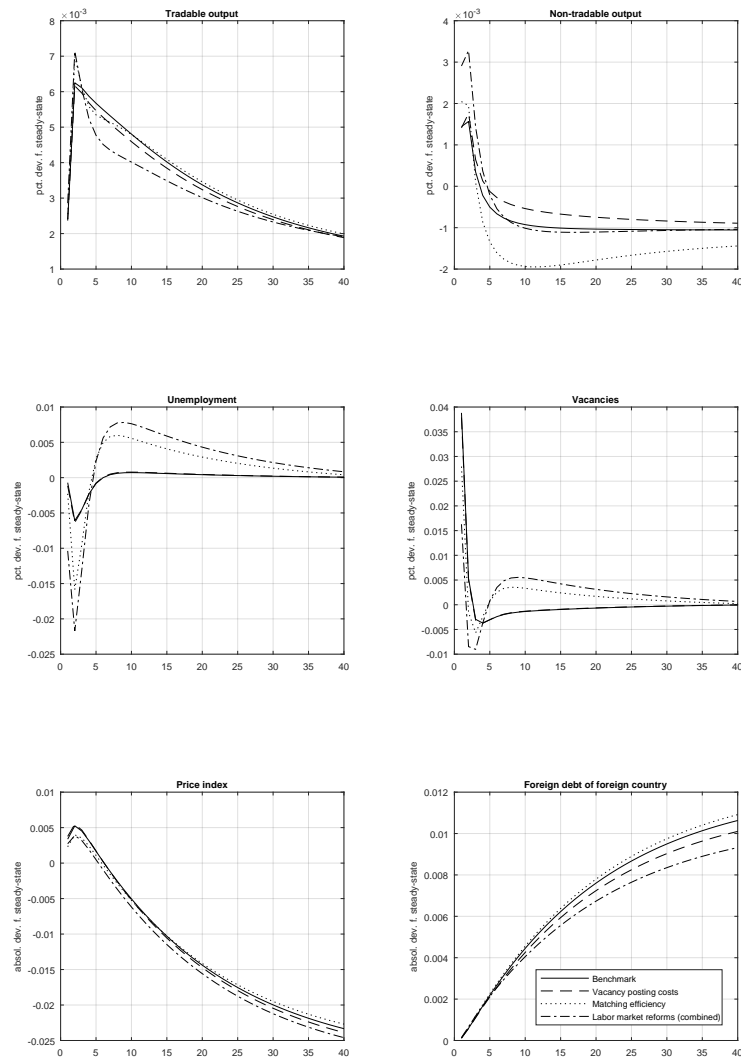 Tradable output
×10⁻³
8
7
6
5
4
3
2
1
pct. dev. f. steady-state
0 5 10 15 20 25 30 35 40
Non-tradable output
×10⁻³
4
3
2
1
0
-1
-2
pct. dev. f. steady-state
0 5 10 15 20 25 30 35 40
Unemployment
0.01
0.005
0
-0.005
-0.01
-0.015
-0.02
-0.025
pct. dev. f. steady-state
0 5 10 15 20 25 30 35 40
Vacancies
0.04
0.035
0.03
0.025
0.02
0.015
0.01
0.005
0
-0.005
-0.01
pct. dev. f. steady-state
0 5 10 15 20 25 30 35 40
Price index
0.01
0.005
0
-0.005
-0.01
-0.015
-0.02
-0.025
absol. dev. f. steady-state
0 5 10 15 20 25 30 35 40
Foreign debt of foreign country
0.012
0.01
0.008
0.006
0.004
0.002
0
absol. dev. f. steady-state
0 5 10 15 20 25 30 35 40
Benchmark
Vacancy posting costs
Matching efficiency
Labor market reforms (combined)